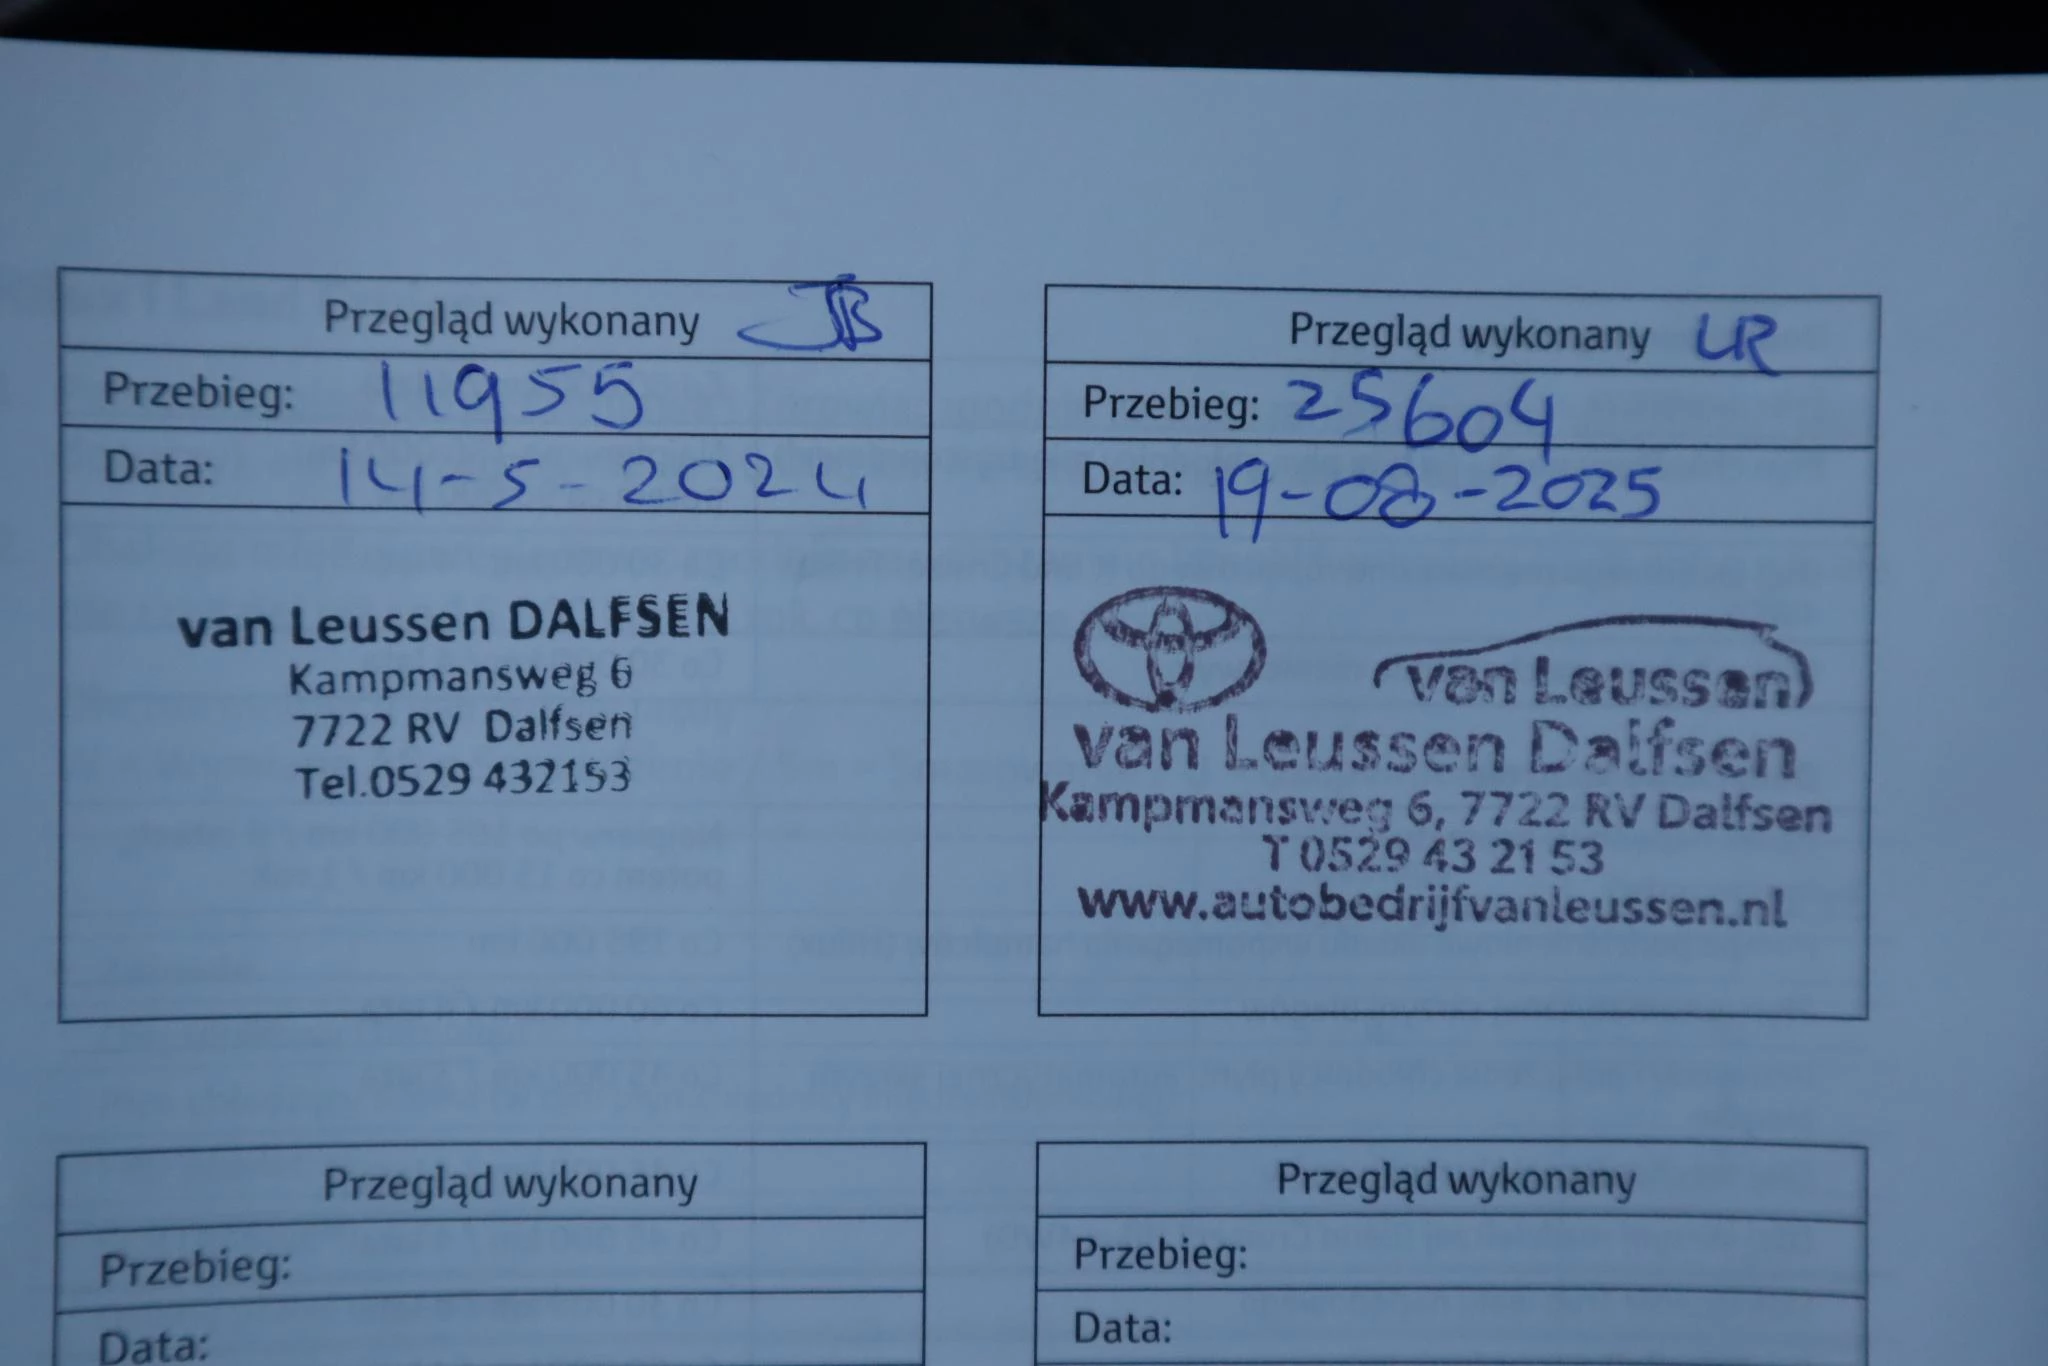 Przegląd wykonany JB
Przebieg: 11955
Data: 14-5-2024
van Leussen DALFSEN
Kampmansweg 6
7722 RV Dalfsen
Tel.0529 432153
Przegląd wykonany LR
Przebieg: 25604
Data: 19-08-2025
van Leussen
van Leussen Dalfsen
Kampmansweg 6, 7722 RV Dalfsen
T 0529 43 21 53
www.autobedrijfvanleussen.nl
Przegląd wykonany
Przebieg:
Data:
Przegląd wykonany
Przebieg:
Data: